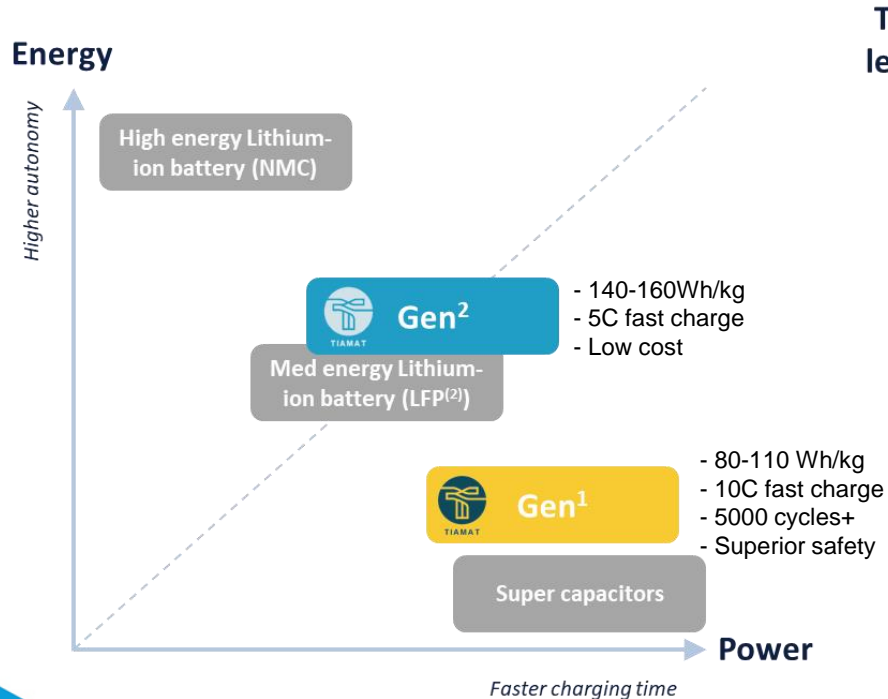 T
le
Energy
Higher autonomy
High energy Lithium-
ion battery (NMC)
TIAMAT
Gen²
- 140-160Wh/kg
- 5C fast charge
- Low cost
Med energy Lithium-
ion battery (LFP⁽²⁾)
TIAMAT
Gen¹
- 80-110 Wh/kg
- 10C fast charge
- 5000 cycles+
- Superior safety
Super capacitors
Power
Faster charging time